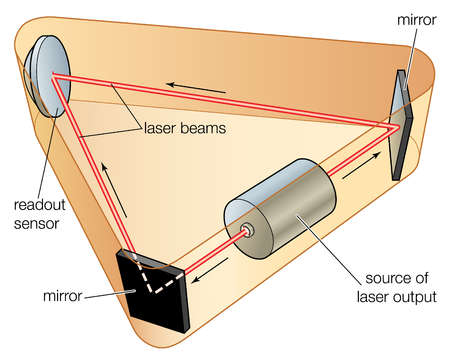 mirror
laser beams
readout
sensor
mirror
source of
laser output